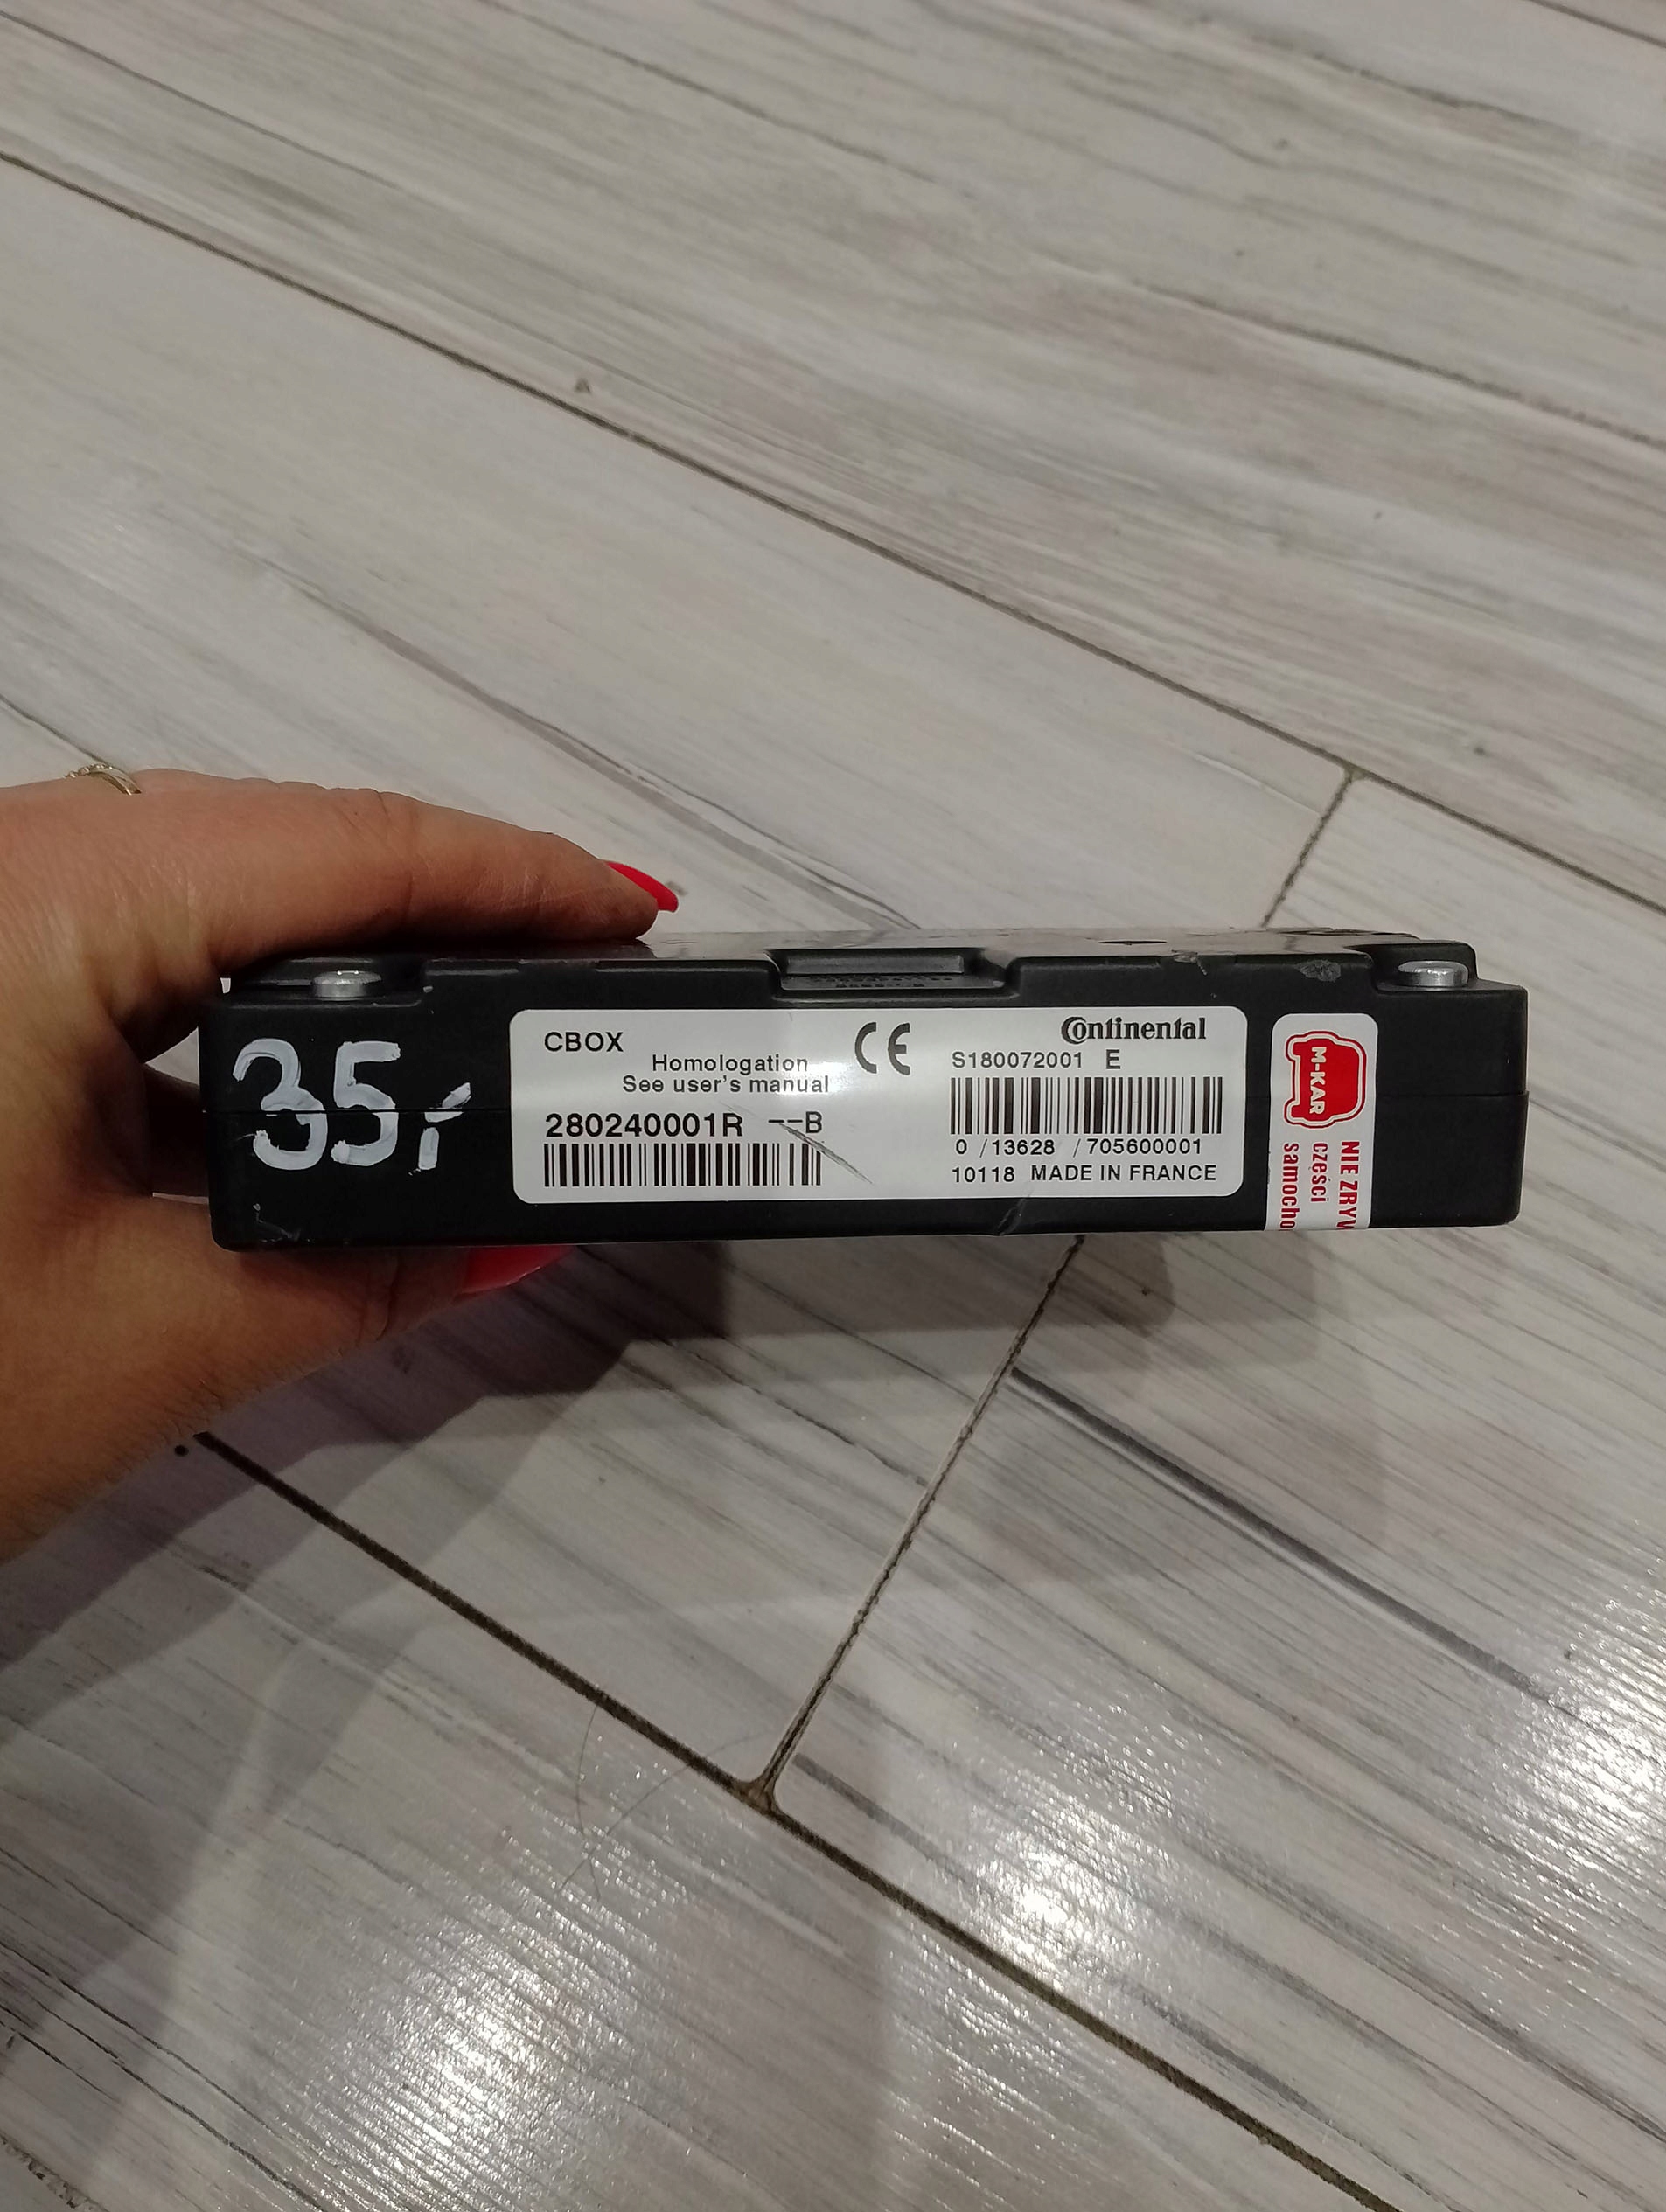 35r
CBOX
Homologation
See user's manual
280240001R --B
CE
Continental
S180072001 E
0 /13628 /705600001
10118 MADE IN FRANCE
M-KAR
NIE ZRYW
części
samocho